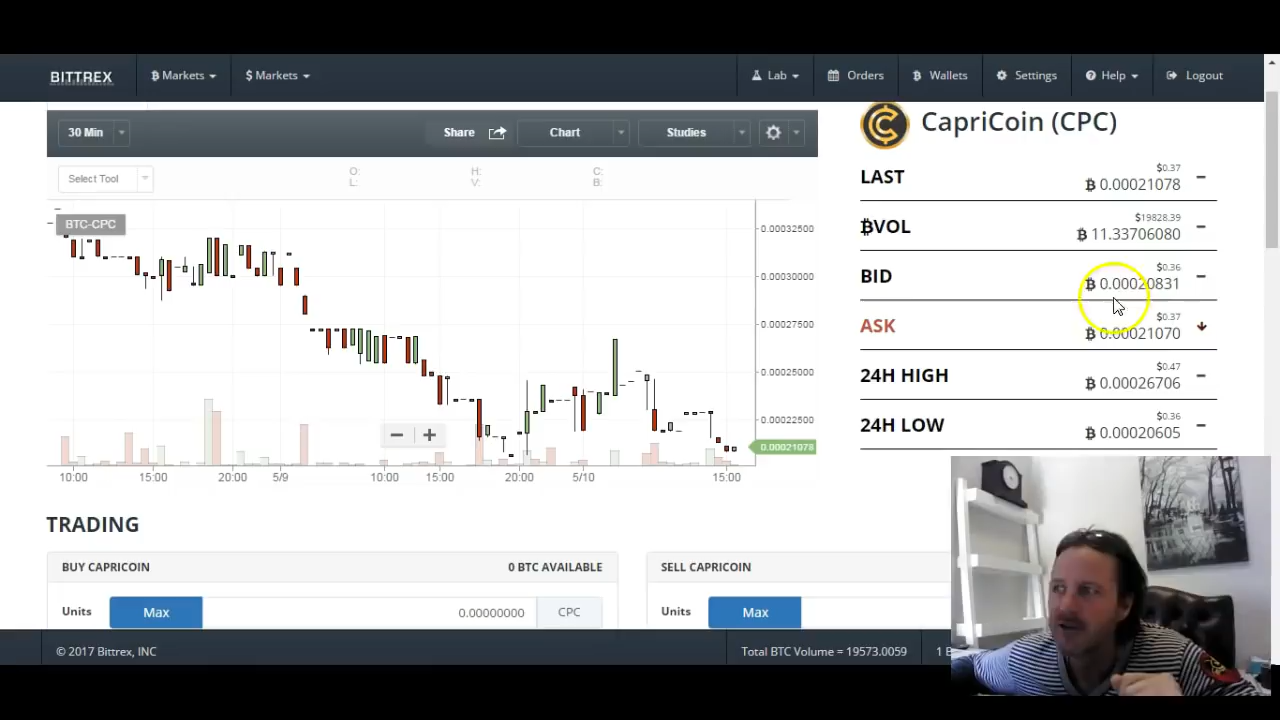 BITTREX
₿ Markets
$ Markets
Lab
Orders
₿ Wallets
Settings
Help
Logout
30 Min
Share
Chart
Studies
Select Tool
O:
H:
C:
L:
V:
B:
BTC-CPC
0.00032500
0.00030000
0.00027500
0.00025000
0.00022500
0.00021078
10:00
15:00
20:00
5/9
10:00
15:00
20:00
5/10
15:00
CapriCoin (CPC)
LAST
$0.37
₿ 0.00021078
₿VOL
$19828.39
₿ 11.33706080
BID
$0.36
₿ 0.00020831
ASK
$0.37
₿ 0.00021070
24H HIGH
$0.47
₿ 0.00026706
24H LOW
$0.36
₿ 0.00020605
TRADING
BUY CAPRICOIN
0 BTC AVAILABLE
Units
Max
0.00000000
CPC
SELL CAPRICOIN
Units
Max
© 2017 Bittrex, INC
Total BTC Volume = 19573.0059